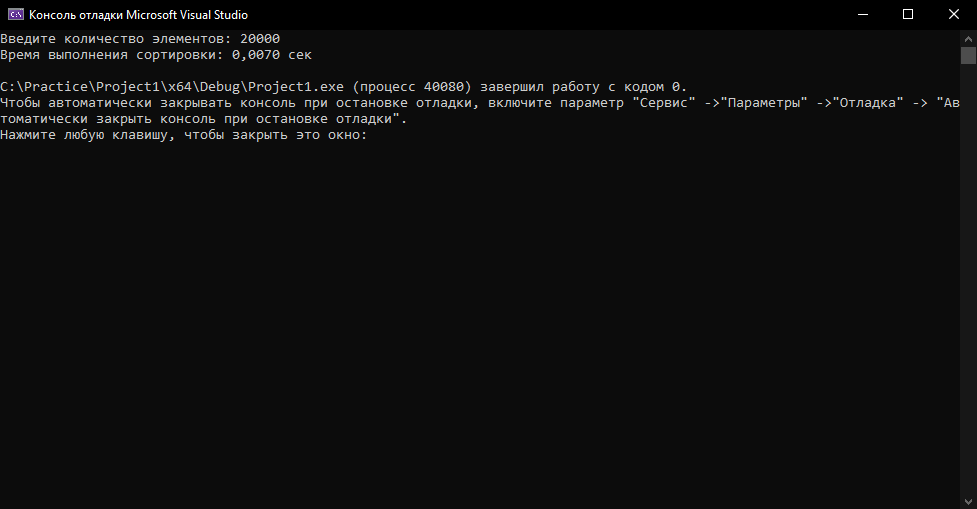 Консоль отладки Microsoft Visual Studio
Введите количество элементов: 20000
Время выполнения сортировки: 0,0070 сек
C:\Practice\Project1\x64\Debug\Project1.exe (процесс 40080) завершил работу с кодом 0.
Чтобы автоматически закрывать консоль при остановке отладки, включите параметр "Сервис" ->"Параметры" ->"Отладка" -> "Ав
томатически закрыть консоль при остановке отладки".
Нажмите любую клавишу, чтобы закрыть это окно: